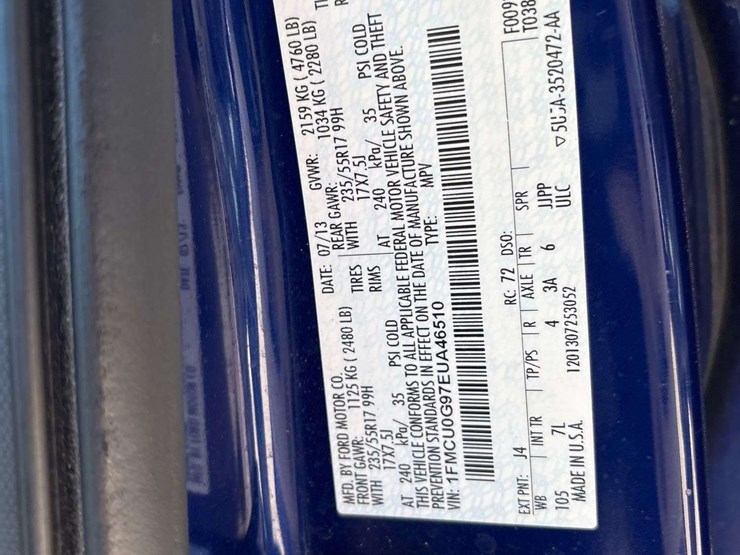 MFD. BY FORD MOTOR CO.
DATE: 07/13 GVWR: 2159 KG ( 4760 LB)
FRONT GAWR: 1125 KG ( 2480 LB) REAR GAWR: 1034 KG ( 2280 LB)
WITH 235/55R17 99H TIRES WITH 235/55R17 99H
17X7.5J RIMS 17X7.5J
AT 240 kPa/ 35 PSI COLD AT 240 kPa/ 35 PSI COLD
THIS VEHICLE CONFORMS TO ALL APPLICABLE FEDERAL MOTOR VEHICLE SAFETY AND THEFT
PREVENTION STANDARDS IN EFFECT ON THE DATE OF MANUFACTURE SHOWN ABOVE.
VIN: 1FMCU0G97EUA46510 TYPE: MPV
F009
T038
EXT PNT: J4 RC: 72 DSO:
WB INT TR TP/PS R AXLE TR SPR
105 7L 4 3A 6 JJPP
MADE IN U.S.A. 1201307253052 ULC
▽ -3520472-AA